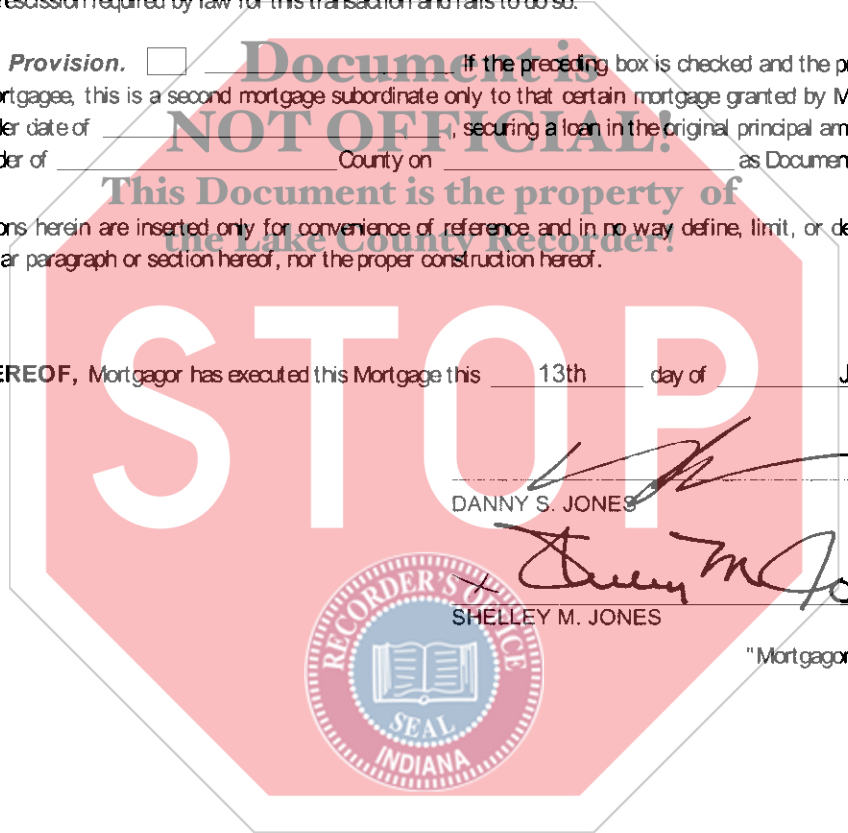 rescission required by law for this transaction and fails to do so.
Provision. If the preceding box is checked and the
Document is
rtgagee, this is a second mortgage subordinate only to that certain mortgage granted by M
er date of , securing a loan in the original principal am
NOT OFFICIAL!
der of County on as Documen
This Document is the property of
ons herein are inserted only for convenience of reference and in no way define, limit, or de
the Lake County Recorder!
ar paragraph or section hereof, nor the proper construction hereof.
STOP
EREOF, Mortgagor has executed this Mortgage this 13th day of J
DANNY S. JONES
Shelley M Jo
SHELLEY M. JONES
"Mortgagor
RECORDER'S OFFICE
SEAL
INDIANA